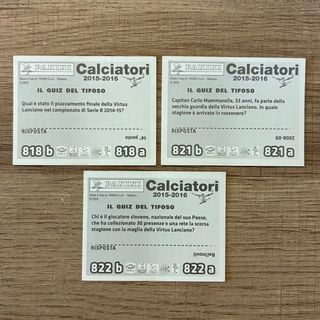 PANINI
Calciatori
2015-2016
IL QUIZ DEL TIFOSO
Qual è stato il piazzamento finale della Virtus
Lanciano nel campionato di Serie B 2014-15?
RISPOSTA
14° posto
818 b
818 a
PANINI
Calciatori
2015-2016
IL QUIZ DEL TIFOSO
Capitan Carlo Mammarella, 33 anni, fa parte della
vecchia guardia della Virtus Lanciano. In quale
stagione è arrivato in rossonero?
RISPOSTA
2008-09
821 b
821 a
PANINI
Calciatori
2015-2016
IL QUIZ DEL TIFOSO
Chi è il giocatore sloveno, nazionale del suo Paese,
che ha collezionato 30 presenze e una rete la scorsa
stagione con la maglia della Virtus Lanciano?
RISPOSTA
Bacinovic
822 b
822 a